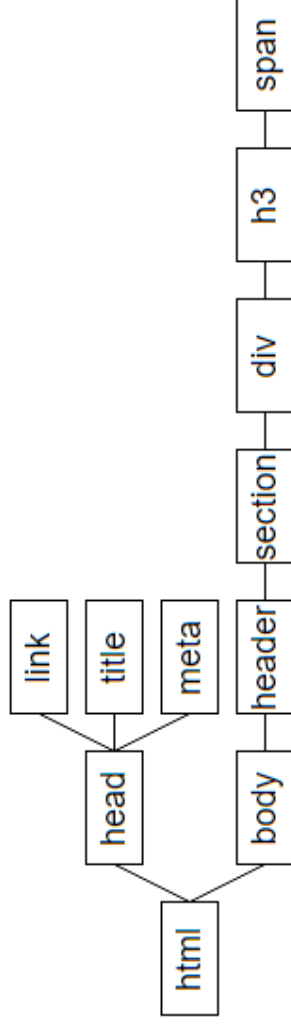 html
head
body
link
title
meta
header
section
div
h3
span